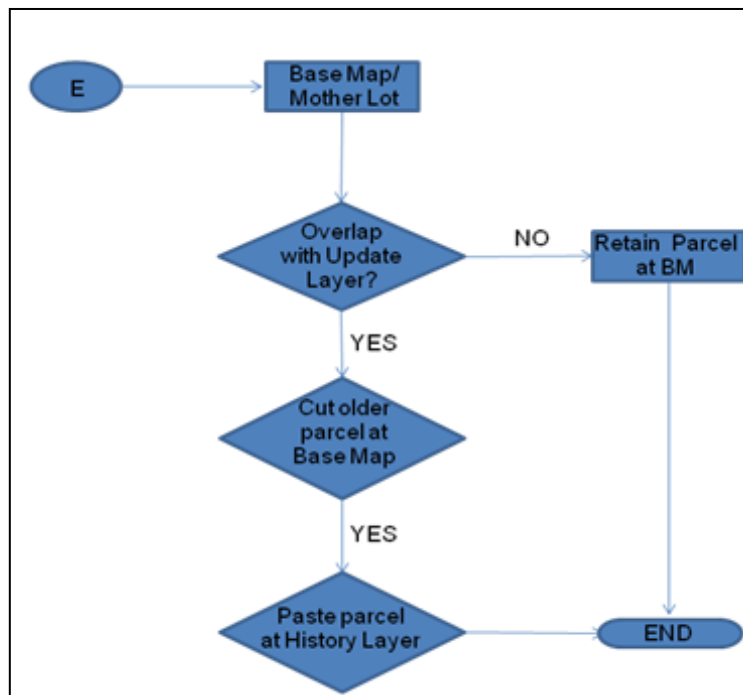 E
Base Map/
Mother Lot
Overlap
with Update
Layer?
NO
Retain Parcel
at BM
YES
Cut older
parcel at
Base Map
YES
Paste parcel
at History Layer
END